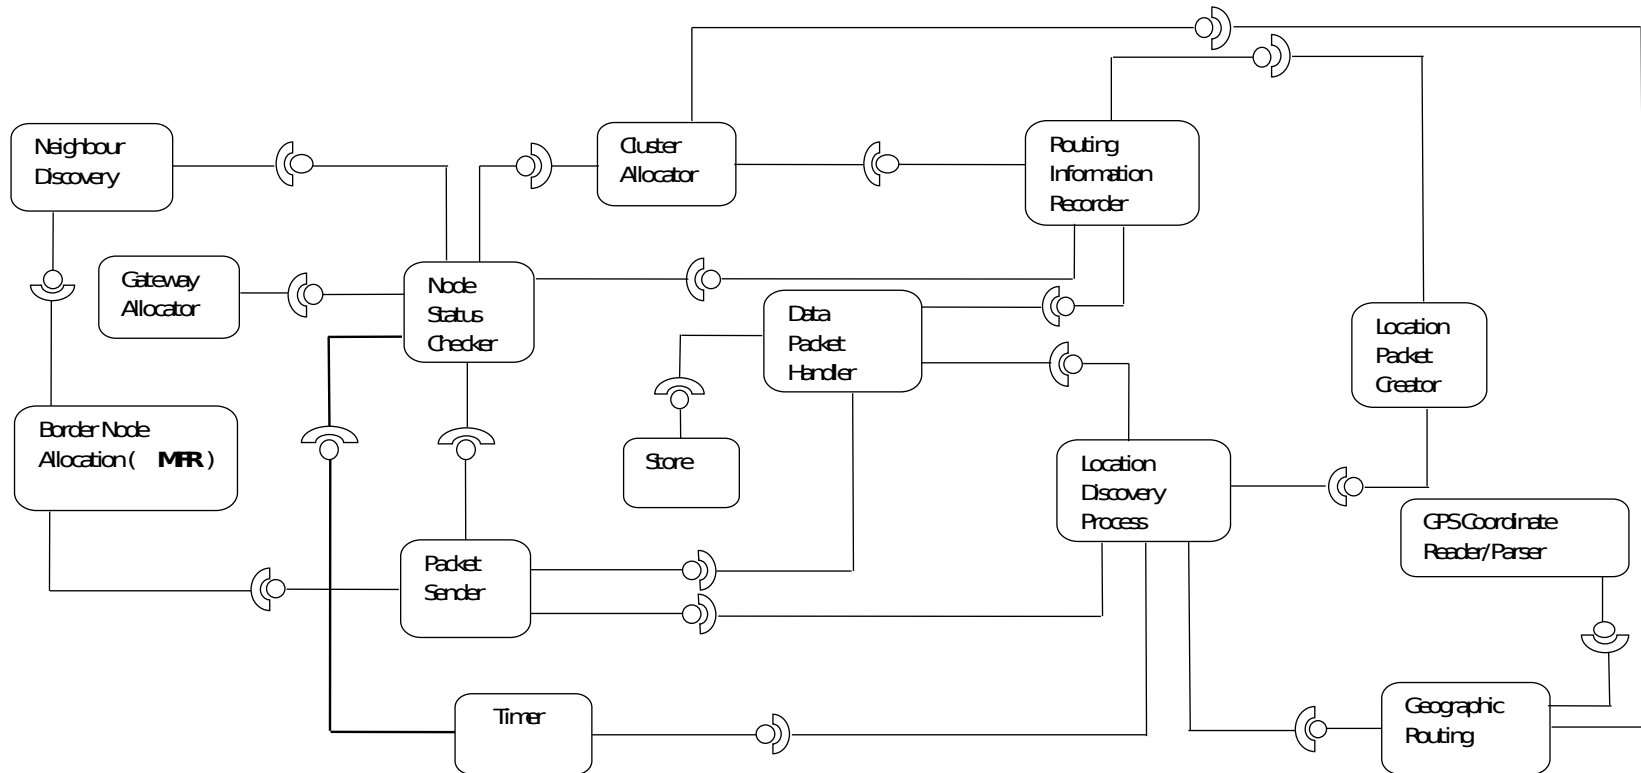 Neighbour
Discovery
Cluster
Allocator
Routing
Information
Recorder
Gateway
Allocator
Node
Status
Checker
Data
Packet
Handler
Location
Packet
Creator
Border Node
Allocation ( MFR )
Store
Location
Discovery
Process
GPS Coordinate
Reader/Parser
Packet
Sender
Timer
Geographic
Routing